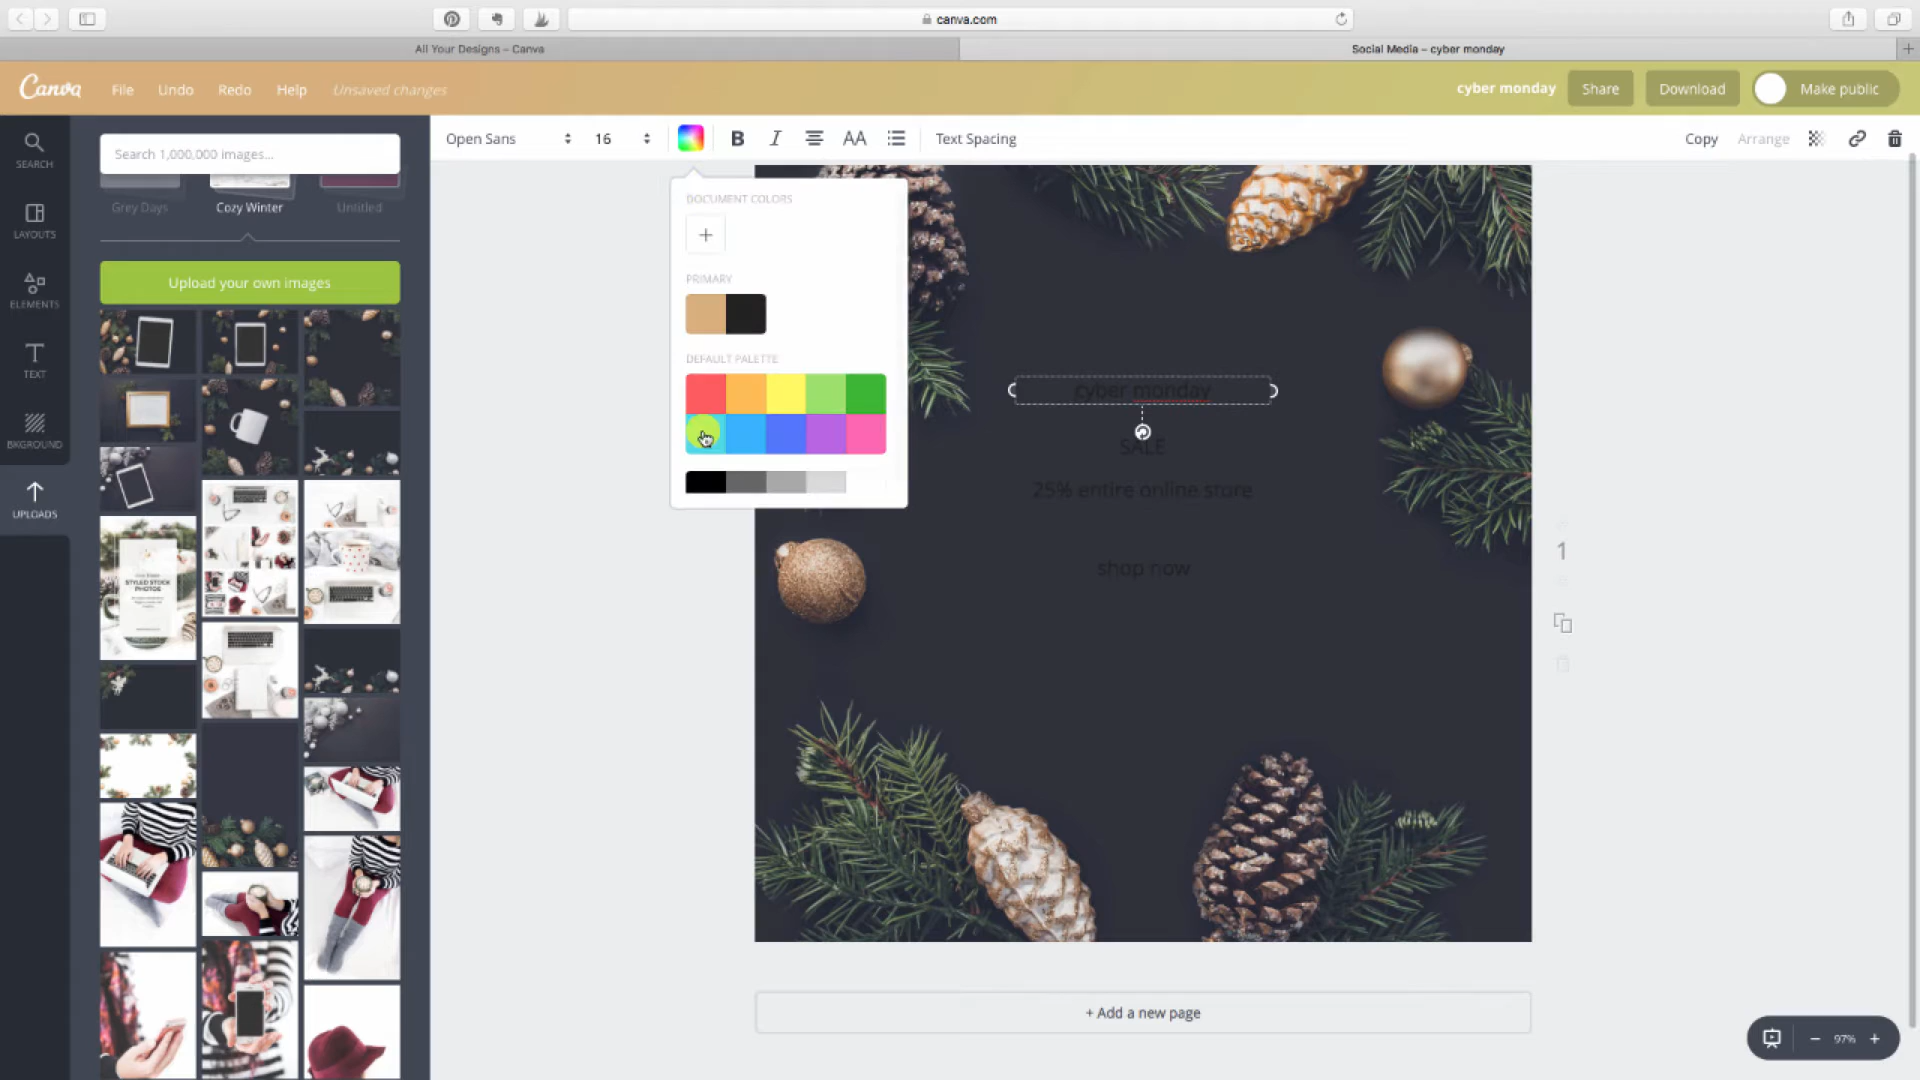 canva.com
All Your Designs – Canva
Social Media – cyber monday
Canva
File
Undo
Redo
Help
Unsaved changes
cyber monday
Share
Download
Make public
SEARCH
LAYOUTS
ELEMENTS
TEXT
BKGROUND
UPLOADS
Search 1,000,000 images...
Grey Days
Cozy Winter
Untitled
Upload your own images
STYLED STOCK
PHOTOS
Open Sans
16
B
I
AA
Text Spacing
Copy
Arrange
DOCUMENT COLORS
+
PRIMARY
DEFAULT PALETTE
cyber monday
SALE
25% entire online store
shop now
1
+ Add a new page
97%